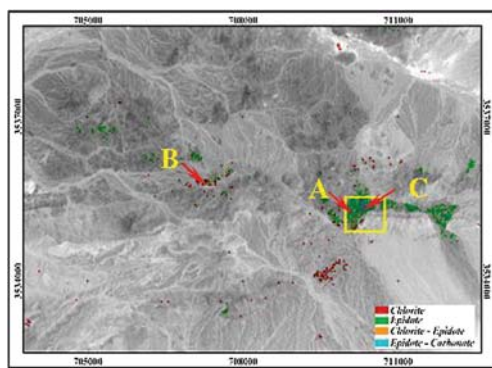 705000 708000 711000
3537000
3537000
B
A
C
3534000
3534000
Chlorite
Epidote
Chlorite - Epidote
Epidote - Carbonate
705000 708000 711000